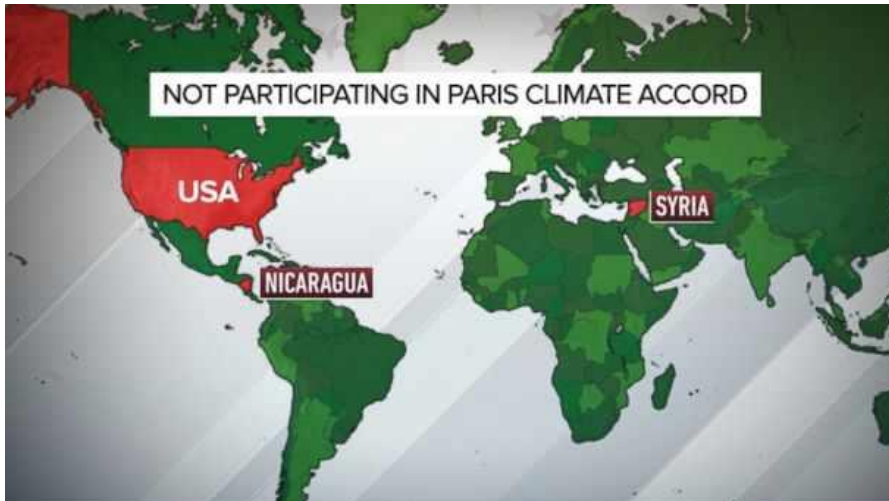 NOT PARTICIPATING IN PARIS CLIMATE ACCORD
USA
SYRIA
NICARAGUA